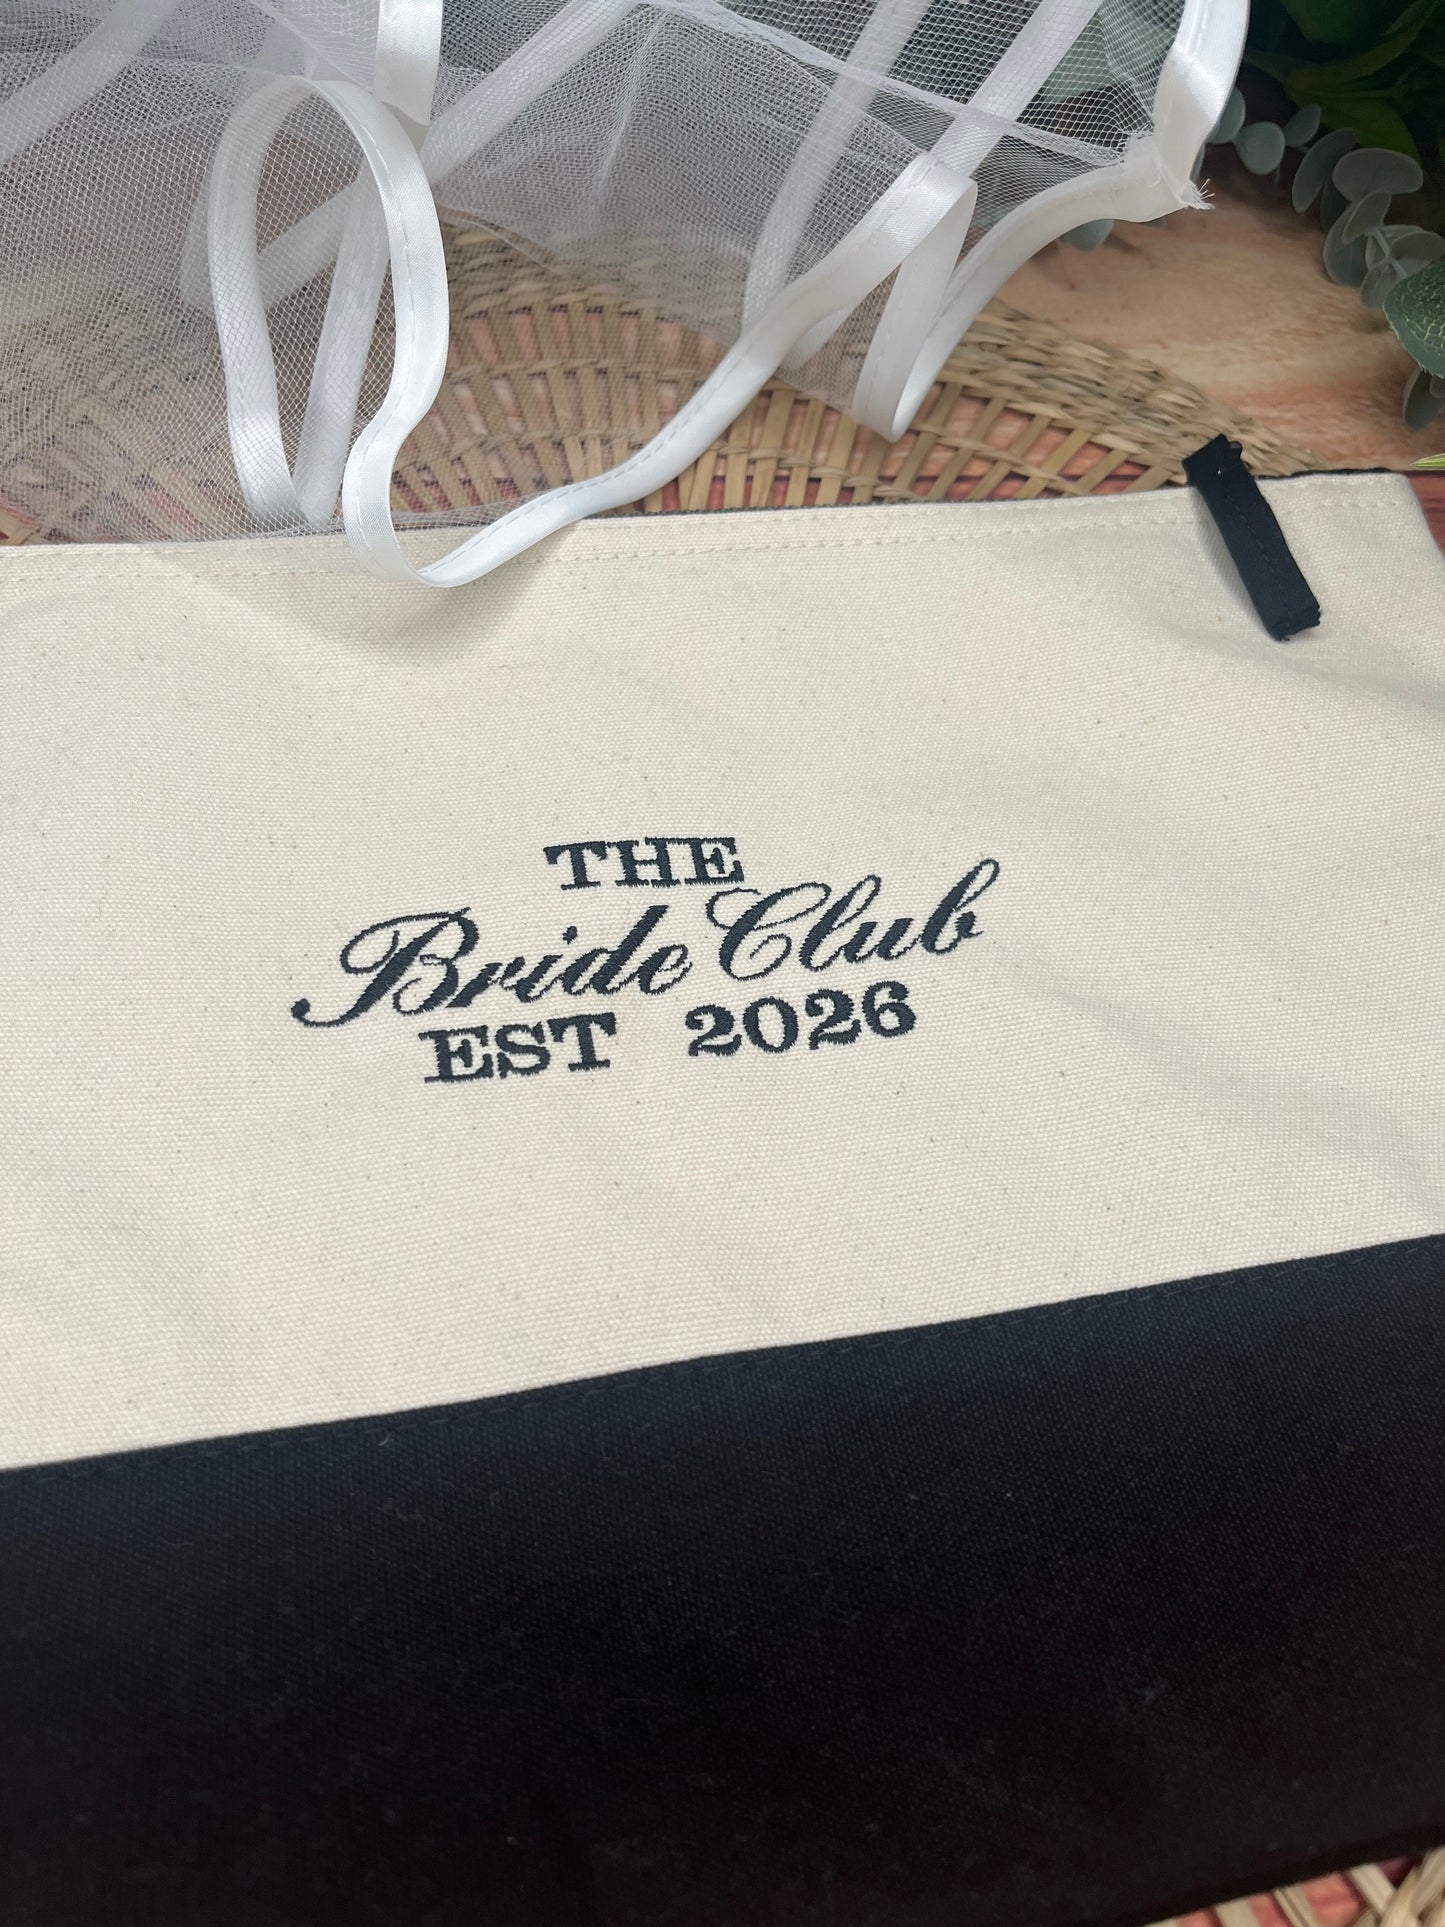 THE
Bride Club
EST 2026